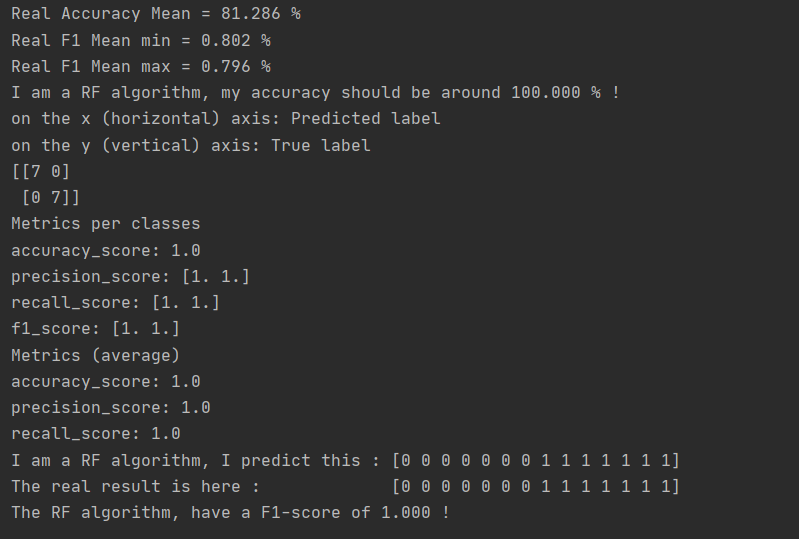 Real Accuracy Mean = 81.286 %
Real F1 Mean min = 0.802 %
Real F1 Mean max = 0.796 %
I am a RF algorithm, my accuracy should be around 100.000 % !
on the x (horizontal) axis: Predicted label
on the y (vertical) axis: True label
[[7 0]
 [0 7]]
Metrics per classes
accuracy_score: 1.0
precision_score: [1. 1.]
recall_score: [1. 1.]
f1_score: [1. 1.]
Metrics (average)
accuracy_score: 1.0
precision_score: 1.0
recall_score: 1.0
I am a RF algorithm, I predict this : [0 0 0 0 0 0 0 1 1 1 1 1 1 1]
The real result is here :             [0 0 0 0 0 0 0 1 1 1 1 1 1 1]
The RF algorithm, have a F1-score of 1.000 !